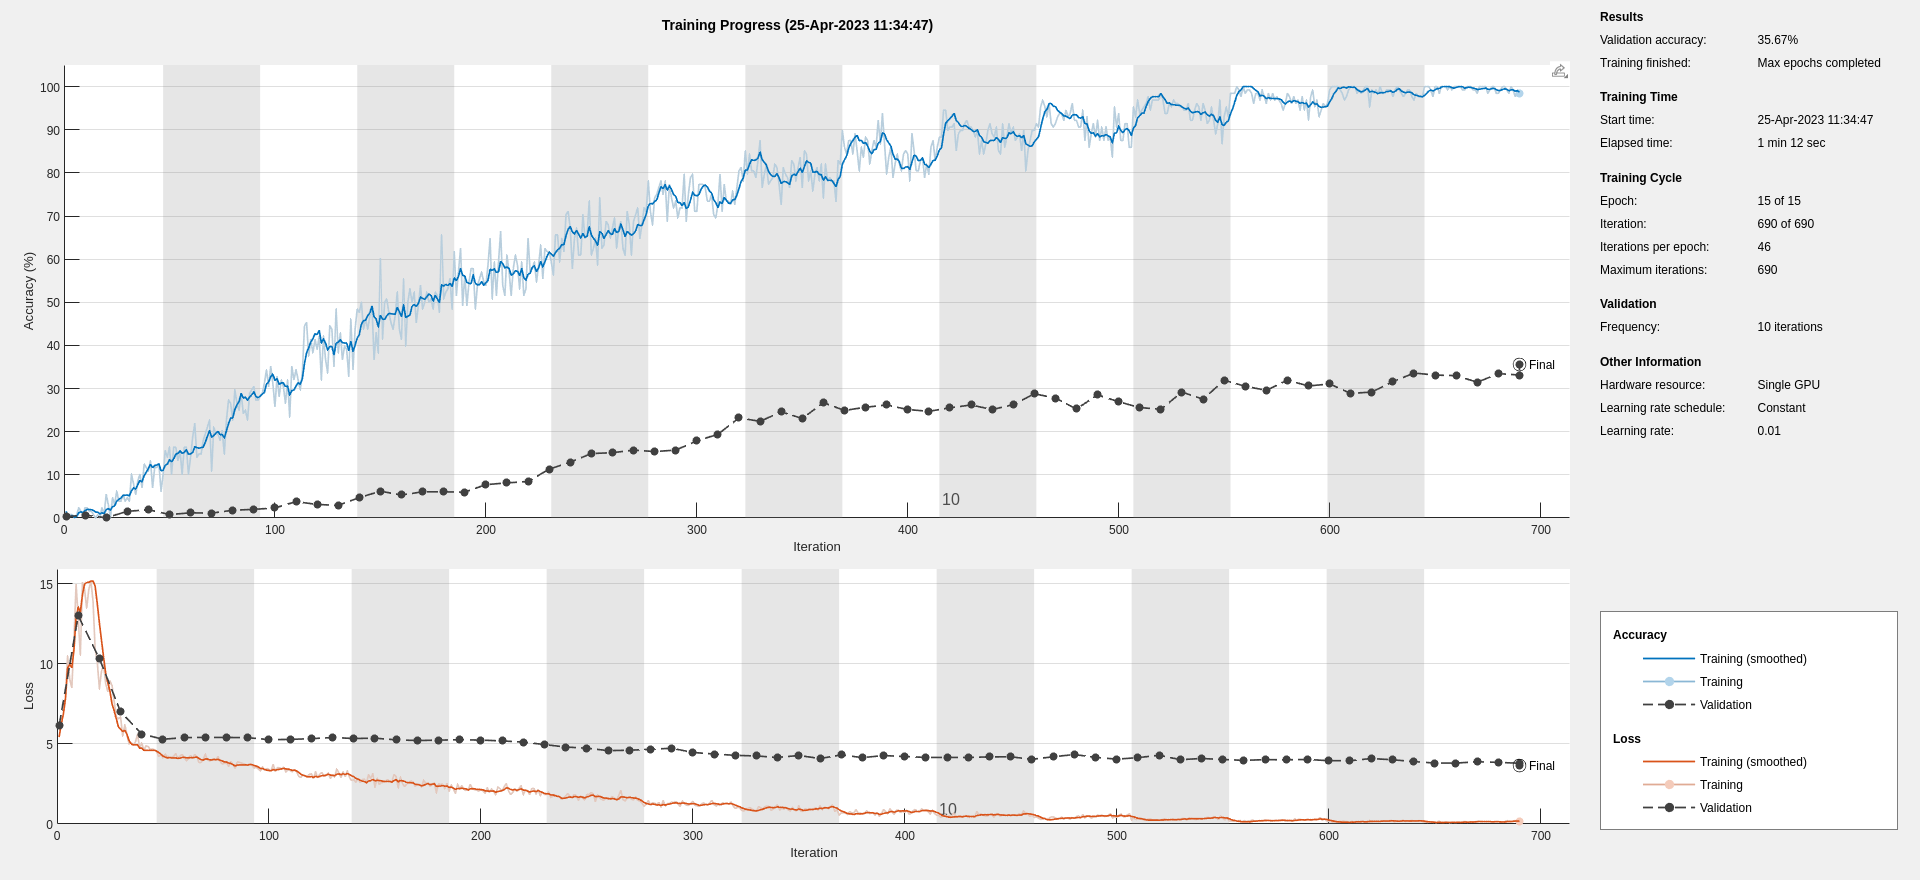 Training Progress (25-Apr-2023 11:34:47)
100
90
80
70
60
50
40
30
20
10
0
Accuracy (%)
Final
10
0
100
200
300
400
500
600
700
Iteration
15
10
5
0
Loss
Final
10
0
100
200
300
400
500
600
700
Iteration
Results
Validation accuracy: 35.67%
Training finished: Max epochs completed
Training Time
Start time: 25-Apr-2023 11:34:47
Elapsed time: 1 min 12 sec
Training Cycle
Epoch: 15 of 15
Iteration: 690 of 690
Iterations per epoch: 46
Maximum iterations: 690
Validation
Frequency: 10 iterations
Other Information
Hardware resource: Single GPU
Learning rate schedule: Constant
Learning rate: 0.01
Accuracy
Training (smoothed)
Training
Validation
Loss
Training (smoothed)
Training
Validation